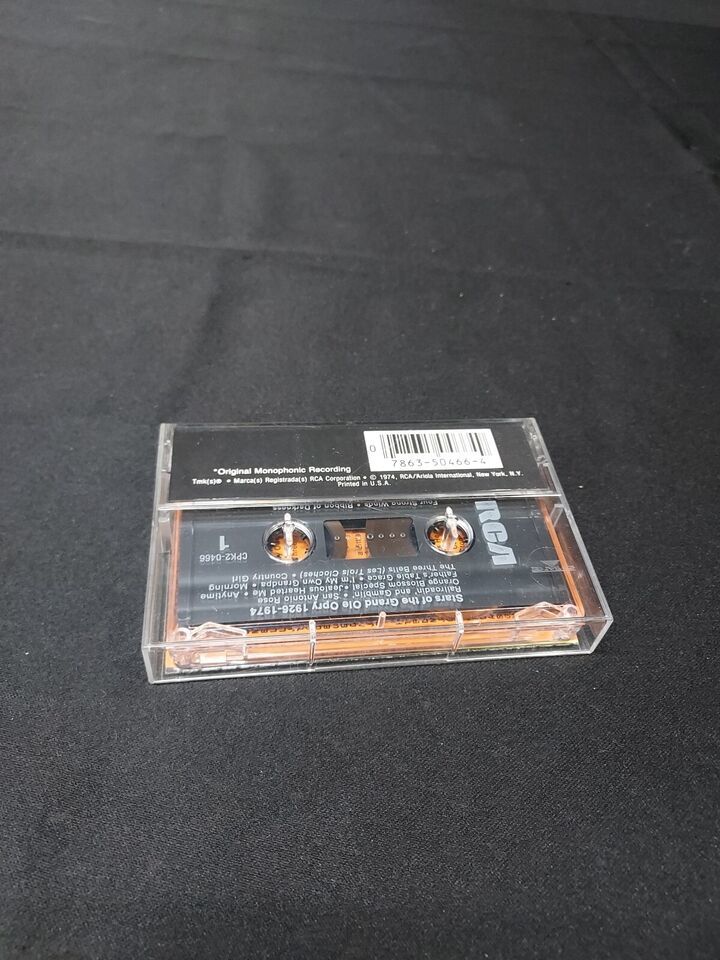 *Original Monophonic Recording
Tmk(s)® • Marca(s) Registrada(s) RCA Corporation • © 1974, RCA/Ariola International, New York, N.Y.
Printed in U.S.A.
0 7863-50466-4
RCA
Stars of the Grand Ole Opry 1926-1974
Railroadin' and Gamblin' • San Antonio Rose
Orange Blossom Special • Jealous Hearted Me • Anytime
Father's Table Grace • I'm My Own Grandpa • Morning
The Three Bells (Les Trois Cloches) • Country Girl
Four Strong Winds • Ribbon of Darkness
1
CPK2-0466